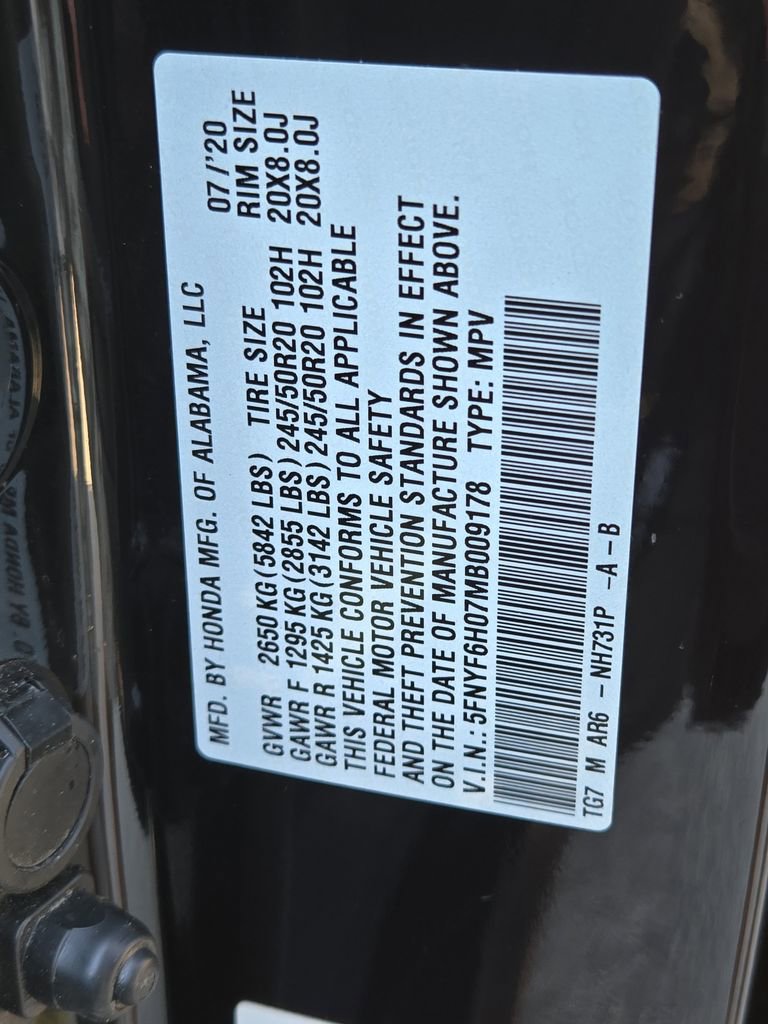 MFD. BY HONDA MFG. OF ALABAMA, LLC 07/'20
GVWR 2650 KG (5842 LBS) TIRE SIZE RIM SIZE
GAWR F 1295 KG (2855 LBS) 245/50R20 102H 20X8.0J
GAWR R 1425 KG (3142 LBS) 245/50R20 102H 20X8.0J
THIS VEHICLE CONFORMS TO ALL APPLICABLE
FEDERAL MOTOR VEHICLE SAFETY
AND THEFT PREVENTION STANDARDS IN EFFECT
ON THE DATE OF MANUFACTURE SHOWN ABOVE.
V.I.N.: 5FNYF6H07MB009178 TYPE: MPV
TG7 M AR6 - NH731P -A-B